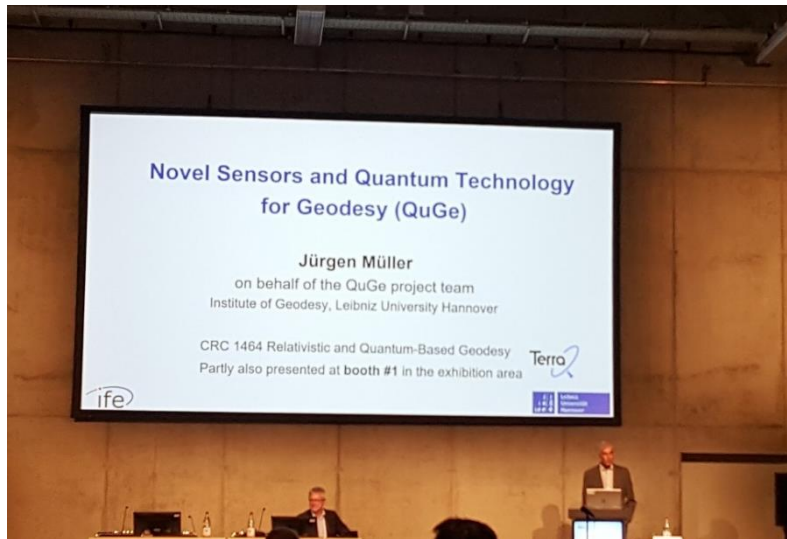 Novel Sensors and Quantum Technology
for Geodesy (QuGe)
Jürgen Müller
on behalf of the QuGe project team
Institute of Geodesy, Leibniz University Hannover
CRC 1464 Relativistic and Quantum-Based Geodesy
Partly also presented at booth #1 in the exhibition area
TerraQ
ife
Leibniz
Universität
Hannover